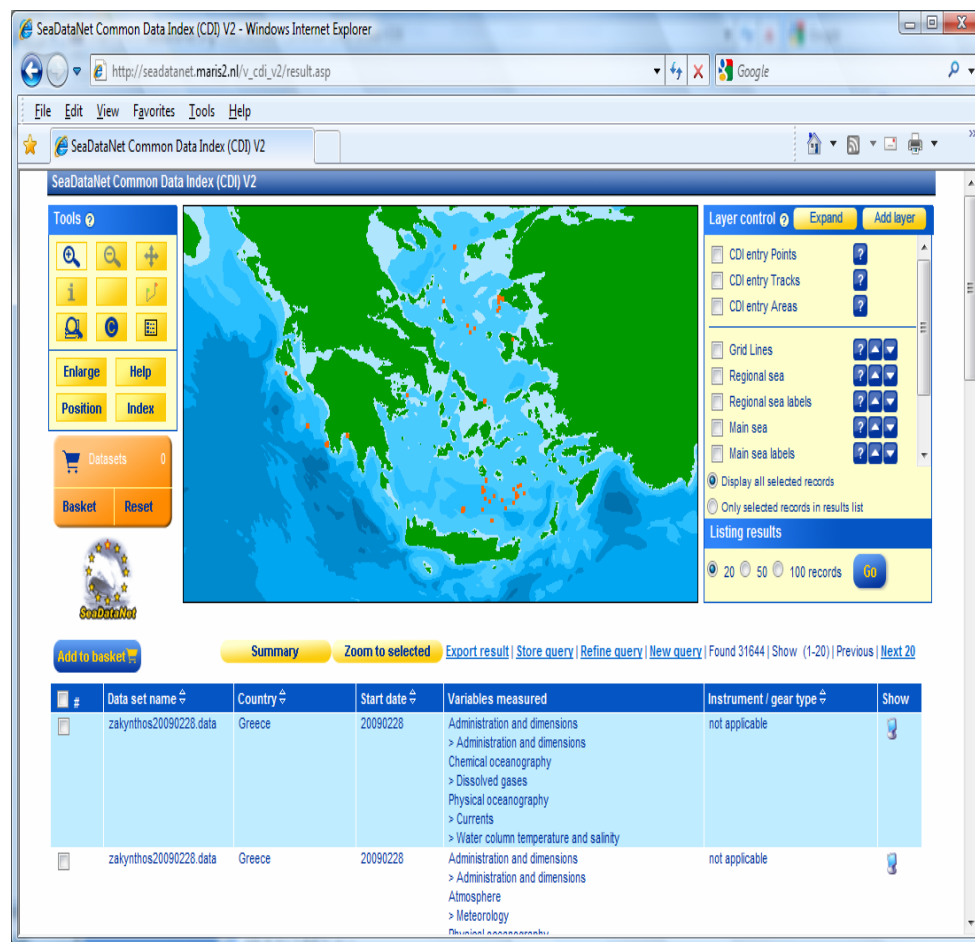 SeaDataNet Common Data Index (CDI) V2 - Windows Internet Explorer
http://seadatanet.maris2.nl/v_cdi_v2/result.asp
Google
File Edit View Favorites Tools Help
SeaDataNet Common Data Index (CDI) V2
SeaDataNet Common Data Index (CDI) V2
Tools ?
i
C
Enlarge Help
Position Index
Datasets 0
Basket Reset
SeaDataNet
Layer control ? Expand Add layer
CDI entry Points ?
CDI entry Tracks ?
CDI entry Areas ?
Grid Lines ?
Regional sea ?
Regional sea labels ?
Main sea ?
Main sea labels ?
Display all selected records
Only selected records in results list
Listing results
20 50 100 records Go
Add to basket Summary Zoom to selected Export result | Store query | Refine query | New query | Found 31644 | Show (1-20) | Previous | Next 20
# Data set name Country Start date Variables measured Instrument / gear type Show
zakynthos20090228.data Greece 20090228 Administration and dimensions not applicable
> Administration and dimensions
Chemical oceanography
> Dissolved gases
Physical oceanography
> Currents
> Water column temperature and salinity
zakynthos20090228.data Greece 20090228 Administration and dimensions not applicable
> Administration and dimensions
Atmosphere
> Meteorology
Physical oceanography